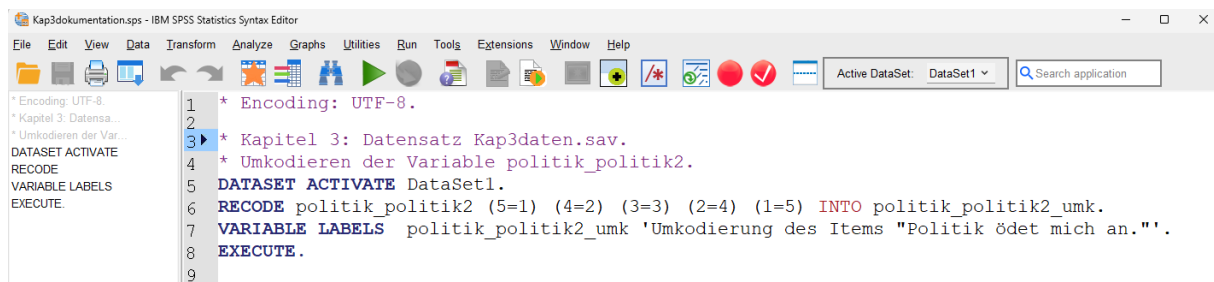 Kap3dokumentation.sps - IBM SPSS Statistics Syntax Editor
File Edit View Data Transform Analyze Graphs Utilities Run Tools Extensions Window Help
Active DataSet: DataSet1 Search application
* Encoding: UTF-8.
* Kapitel 3: Datensa...
* Umkodieren der Var...
DATASET ACTIVATE
RECODE
VARIABLE LABELS
EXECUTE.
1 * Encoding: UTF-8.
2
3 * Kapitel 3: Datensatz Kap3daten.sav.
4 * Umkodieren der Variable politik_politik2.
5 DATASET ACTIVATE DataSet1.
6 RECODE politik_politik2 (5=1) (4=2) (3=3) (2=4) (1=5) INTO politik_politik2_umk.
7 VARIABLE LABELS politik_politik2_umk 'Umkodierung des Items "Politik ödet mich an."'.
8 EXECUTE.
9